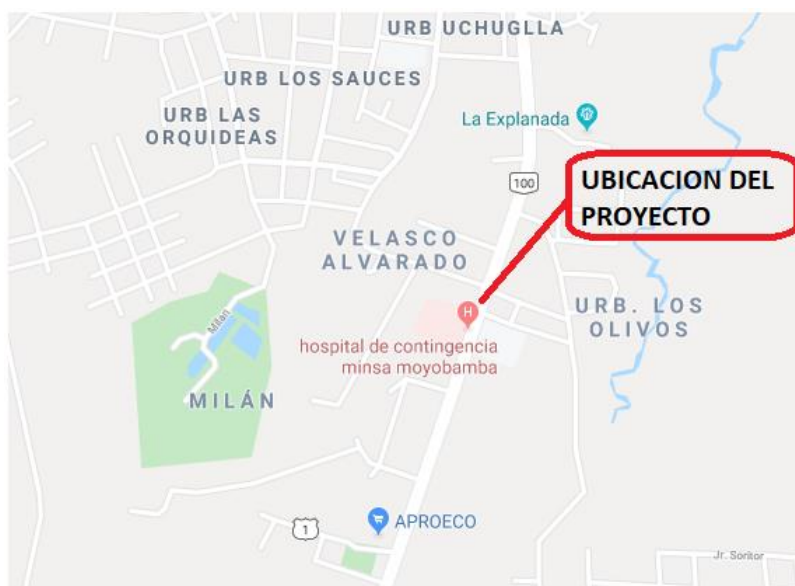 URB UCHUGLLA
URB LOS SAUCES
URB LAS
ORQUIDEAS
La Explanada
100
UBICACION DEL
PROYECTO
VELASCO
ALVARADO
URB. LOS
OLIVOS
H
hospital de contingencia
minsa moyobamba
Milan
MILÁN
1
APROECO
Jr. Soritor